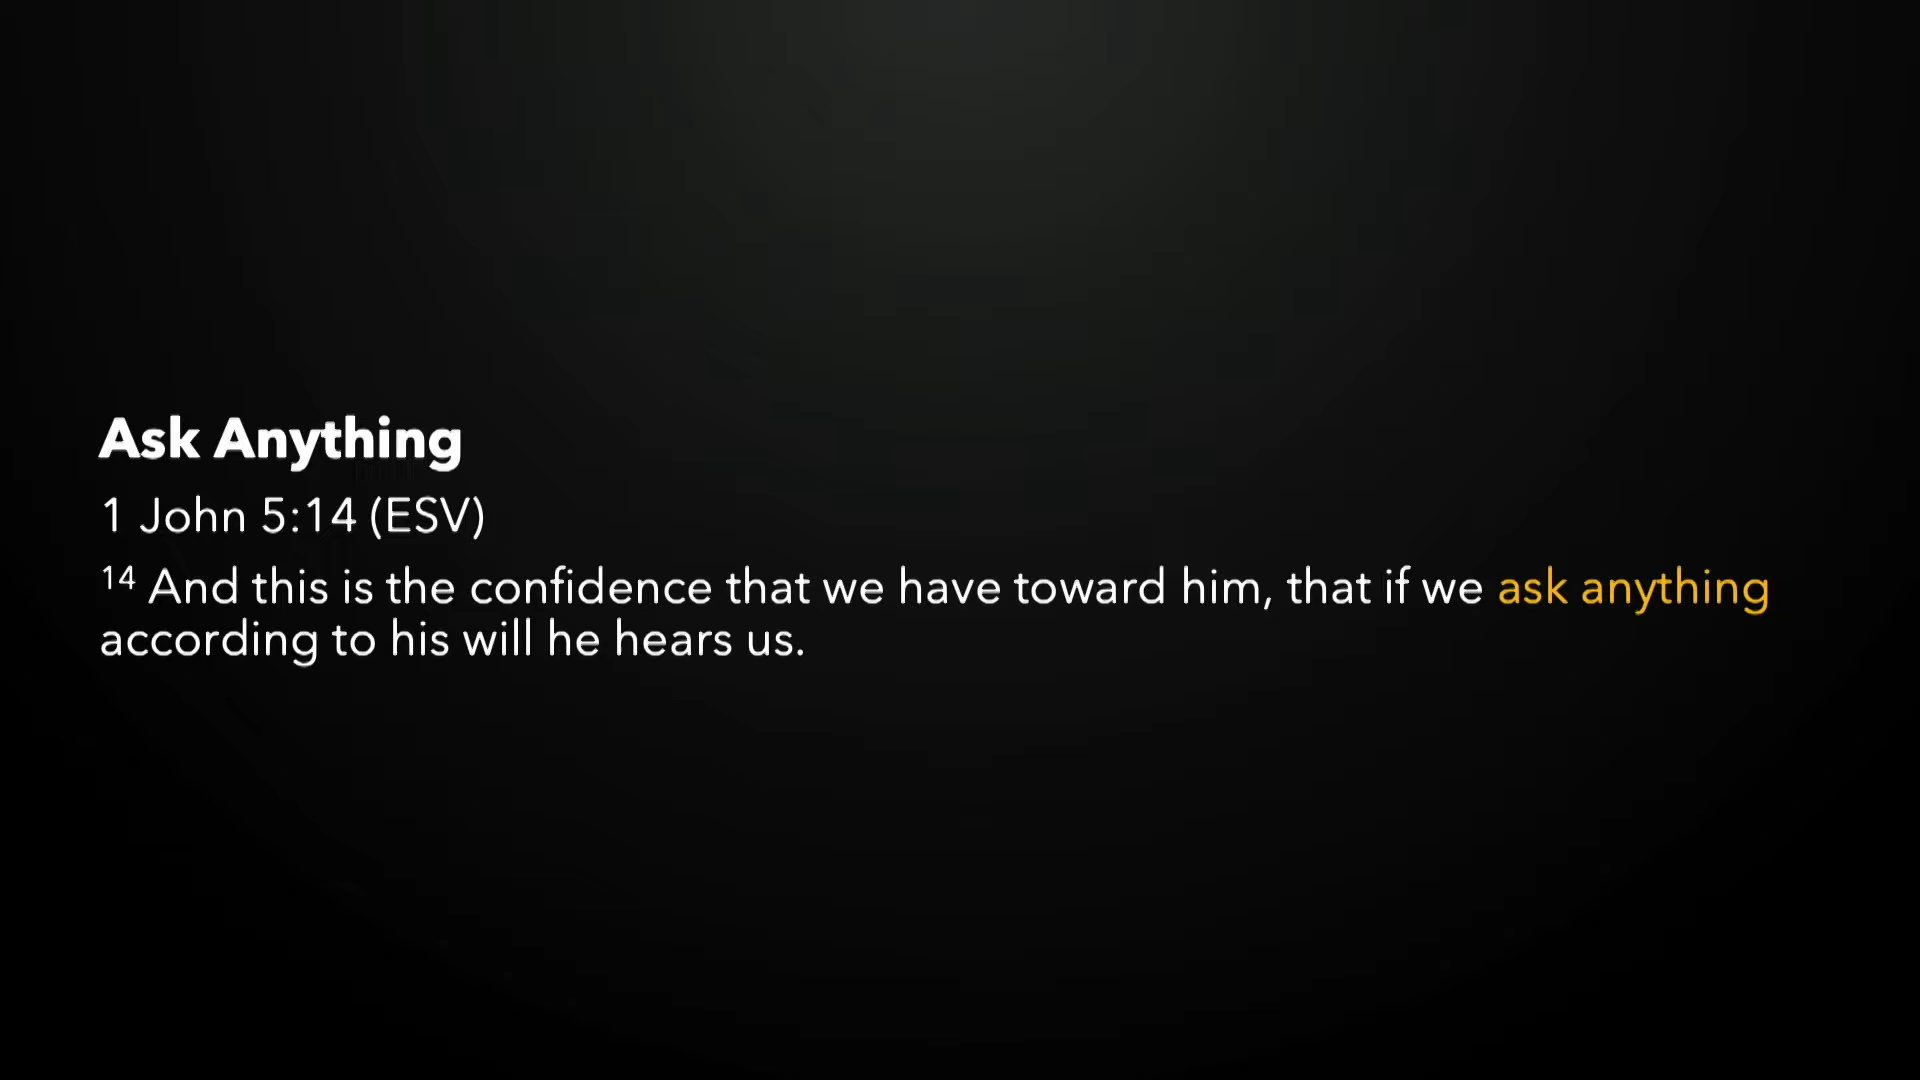 Ask Anything
1 John 5:14 (ESV)
14 And this is the confidence that we have toward him, that if we ask anything
according to his will he hears us.